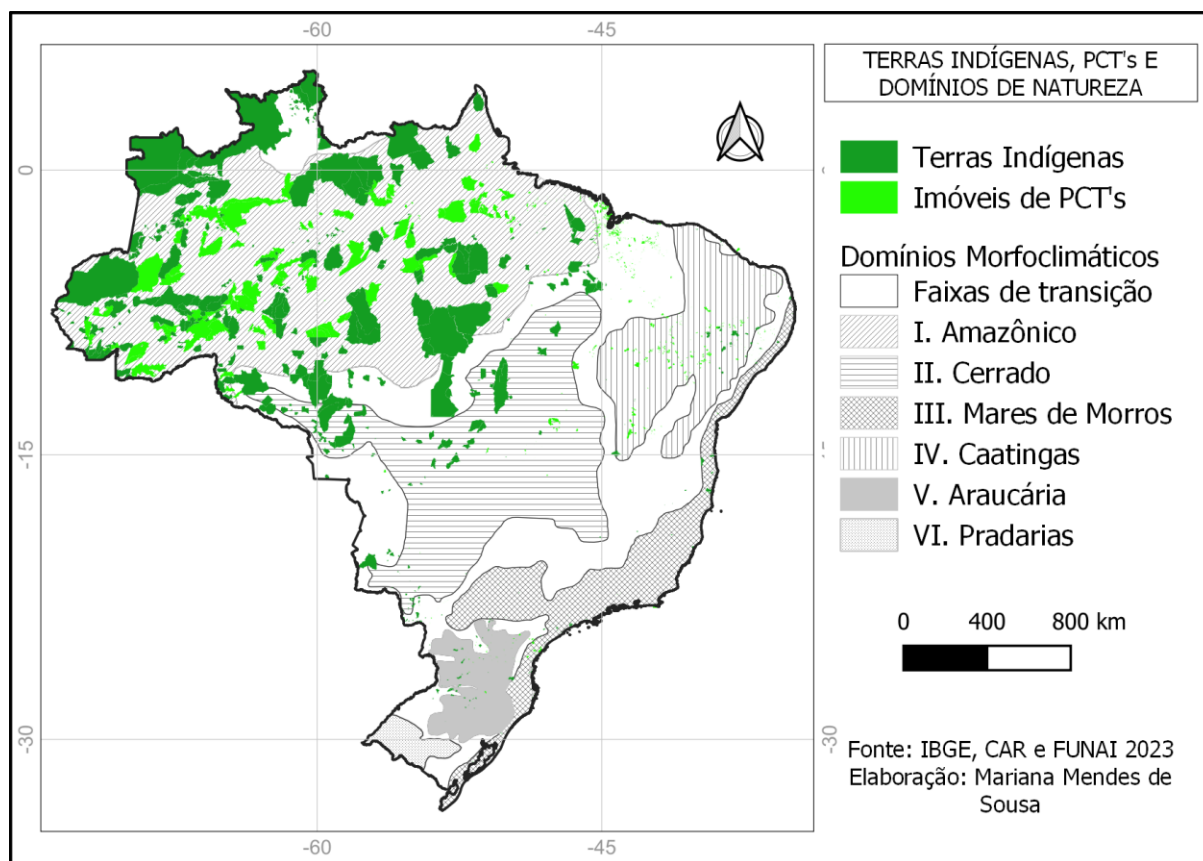 -60
-45
TERRAS INDÍGENAS, PCT's E
DOMÍNIOS DE NATUREZA
Terras Indígenas
Imóveis de PCT's
Domínios Morfoclimáticos
Faixas de transição
I. Amazônico
II. Cerrado
III. Mares de Morros
IV. Caatingas
V. Araucária
VI. Pradarias
0
-15
-30
-30
0
400
800 km
Fonte: IBGE, CAR e FUNAI 2023
Elaboração: Mariana Mendes de
Sousa
-60
-45